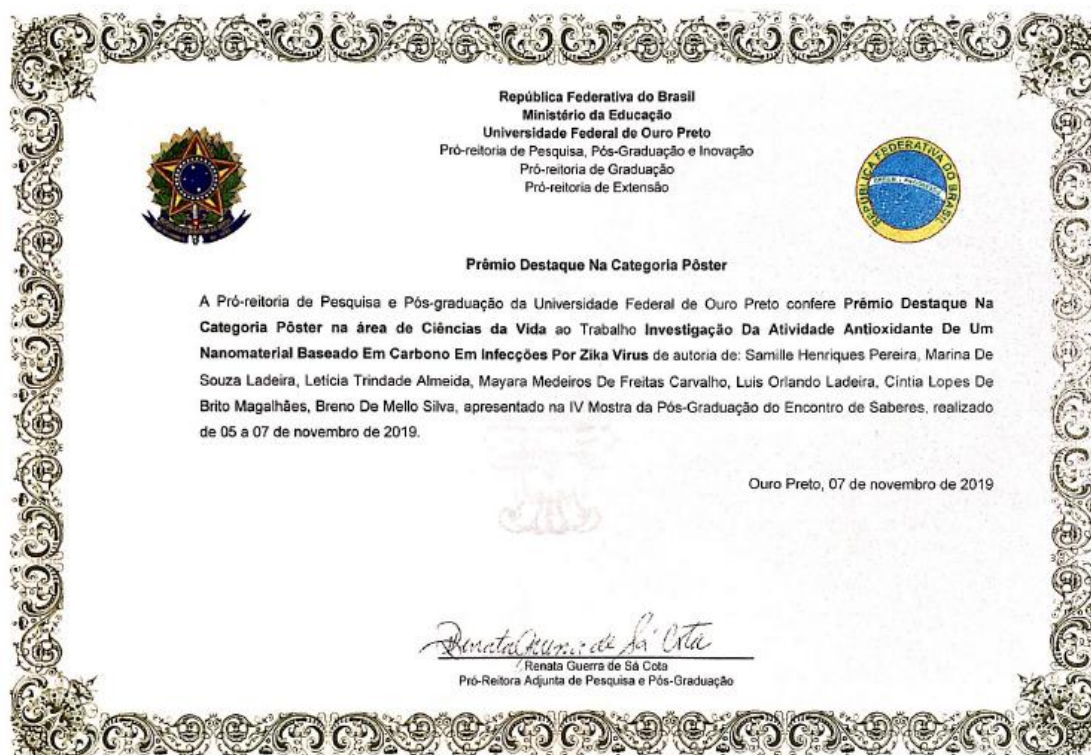 República Federativa do Brasil
Ministério da Educação
Universidade Federal de Ouro Preto
Pró-reitoria de Pesquisa, Pós-Graduação e Inovação
Pró-reitoria de Graduação
Pró-reitoria de Extensão
REPÚBLICA FEDERATIVA DO BRASIL
Prêmio Destaque Na Categoria Pôster
A Pró-reitoria de Pesquisa e Pós-graduação da Universidade Federal de Ouro Preto confere Prêmio Destaque Na
Categoria Pôster na área de Ciências da Vida ao Trabalho Investigação Da Atividade Antioxidante De Um
Nanomaterial Baseado Em Carbono Em Infecções Por Zika Virus de autoria de: Samille Henriques Pereira, Marina De
Souza Ladeira, Letícia Trindade Almeida, Mayara Medeiros De Freitas Carvalho, Luis Orlando Ladeira, Cíntia Lopes De
Brito Magalhães, Breno De Mello Silva, apresentado na IV Mostra da Pós-Graduação do Encontro de Saberes, realizado
de 05 a 07 de novembro de 2019.
Ouro Preto, 07 de novembro de 2019
Renata Guerra de Sá Cota
Renata Guerra de Sá Cota
Pró-Reitora Adjunta de Pesquisa e Pós-Graduação